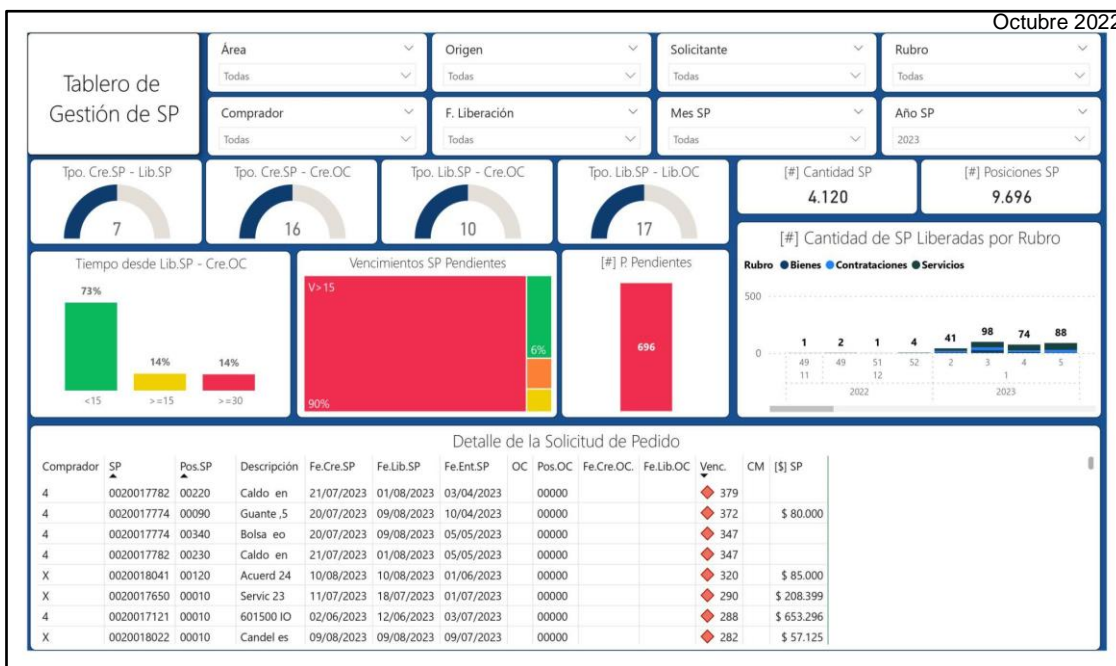 Octubre 2022
Tablero de
Gestión de SP
Área
Todas
Origen
Todas
Solicitante
Todas
Rubro
Todas
Comprador
Todas
F. Liberación
Todas
Mes SP
Todas
Año SP
2023
Tpo. Cre.SP - Lib.SP
7
Tpo. Cre.SP - Cre.OC
16
Tpo. Lib.SP - Cre.OC
10
Tpo. Lib.SP - Lib.OC
17
[#] Cantidad SP
4.120
[#] Posiciones SP
9.696
Tiempo desde Lib.SP - Cre.OC
73%
14%
14%
<15
>=15
>=30
Vencimientos SP Pendientes
V>15
6%
90%
[#] P. Pendientes
696
[#] Cantidad de SP Liberadas por Rubro
Rubro Bienes Contrataciones Servicios
500
0
1 2 1 4 41 98 74 88
49 49 51 52 2 3 4 5
11 12 1
2022 2023
Detalle de la Solicitud de Pedido
Comprador SP Pos.SP Descripción Fe.Cre.SP Fe.Lib.SP Fe.Ent.SP OC Pos.OC Fe.Cre.OC. Fe.Lib.OC Venc. CM [$] SP
4 0020017782 00220 Caldo en 21/07/2023 01/08/2023 03/04/2023 00000 379
4 0020017774 00090 Guante ,5 20/07/2023 09/08/2023 10/04/2023 00000 372 $ 80.000
4 0020017774 00340 Bolsa eo 20/07/2023 09/08/2023 05/05/2023 00000 347
4 0020017782 00230 Caldo en 21/07/2023 01/08/2023 05/05/2023 00000 347
X 0020018041 00120 Acuerd 24 10/08/2023 10/08/2023 01/06/2023 00000 320 $ 85.000
X 0020017650 00010 Servic 23 11/07/2023 18/07/2023 01/07/2023 00000 290 $ 208.399
4 0020017121 00010 601500 IO 02/06/2023 12/06/2023 03/07/2023 00000 288 $ 653.296
X 0020018022 00010 Candel es 09/08/2023 09/08/2023 09/07/2023 00000 282 $ 57.125